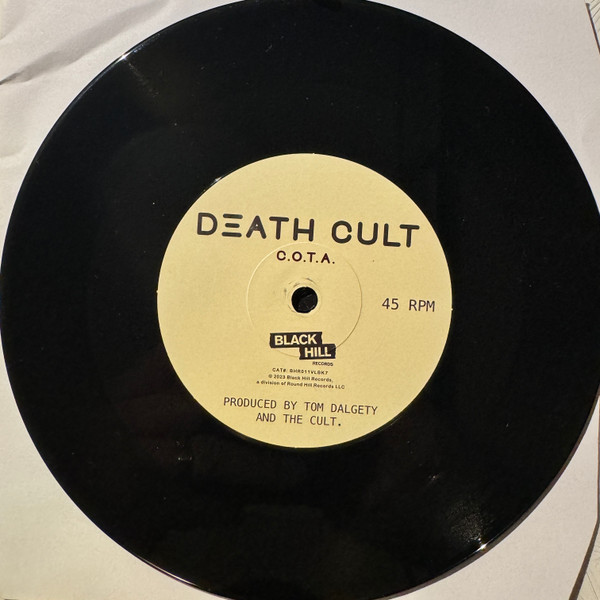 DEATH CULT
C.O.T.A.
45 RPM
BLACK
HILL
RECORDS
CAT#: BHR011VLBK7
© 2023 Black Hill Records,
a division of Round Hill Records LLC
PRODUCED BY TOM DALGETY
AND THE CULT.